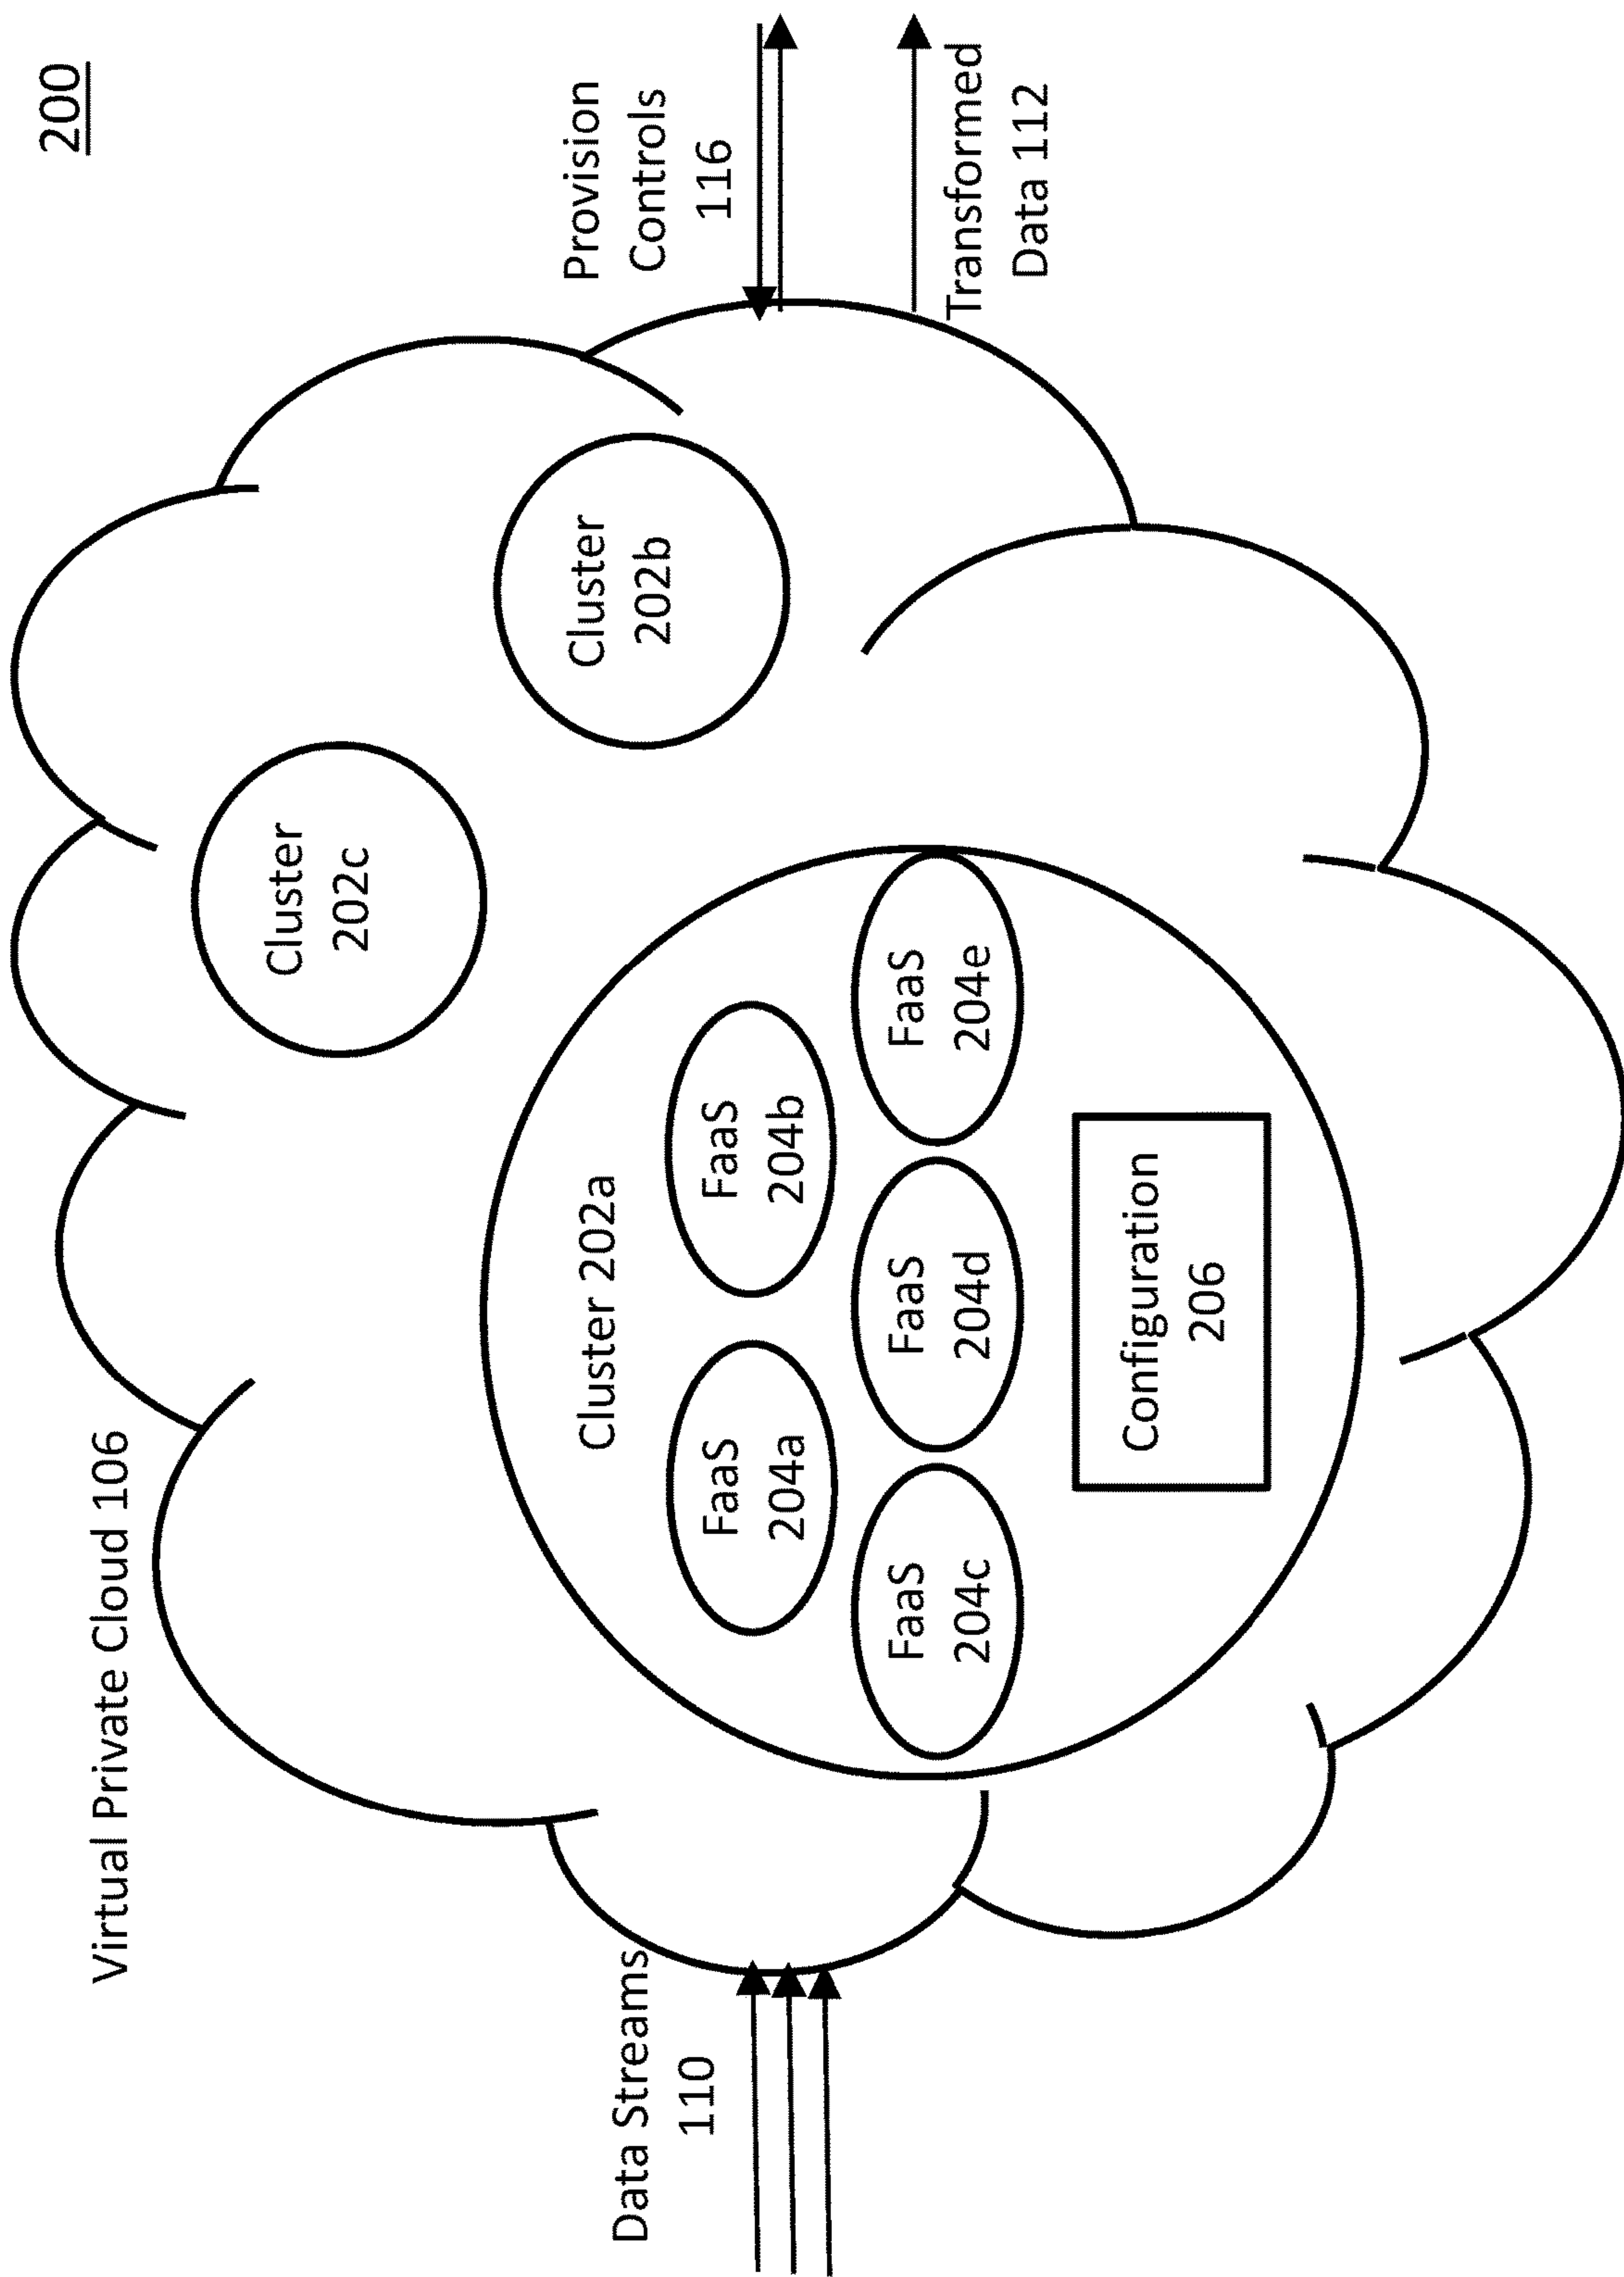 200
Virtual Private Cloud 106
Data Streams
110
Provision
Controls
116
Transformed
Data 112
Cluster
202c
Cluster
202b
Cluster 202a
FaaS
204a
FaaS
204b
FaaS
204c
FaaS
204d
FaaS
204e
Configuration
206